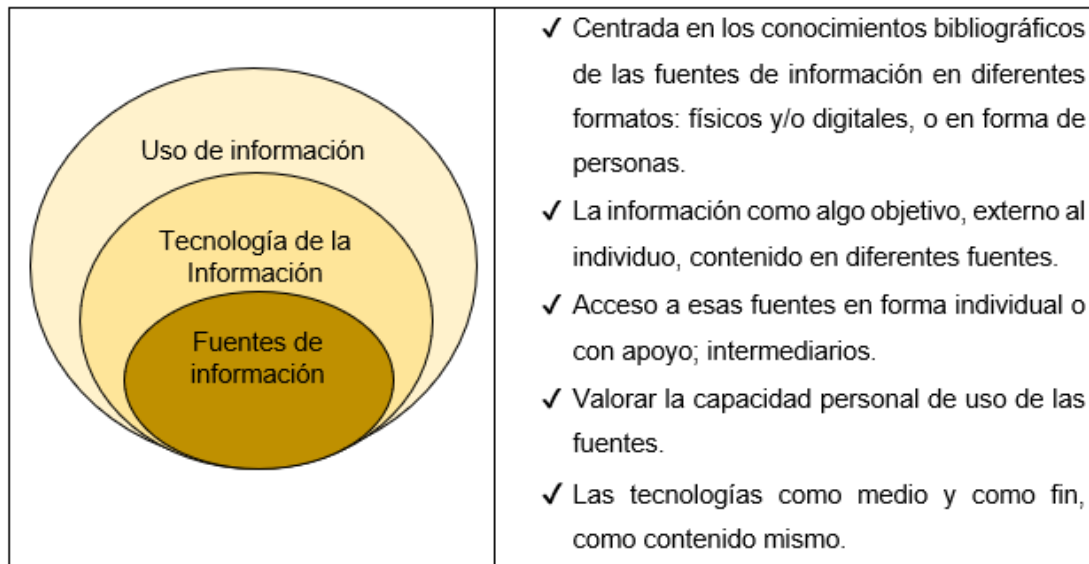 Uso de información
Tecnología de la
Información
Fuentes de
información
✓ Centrada en los conocimientos bibliográficos
de las fuentes de información en diferentes
formatos: físicos y/o digitales, o en forma de
personas.
✓ La información como algo objetivo, externo al
individuo, contenido en diferentes fuentes.
✓ Acceso a esas fuentes en forma individual o
con apoyo; intermediarios.
✓ Valorar la capacidad personal de uso de las
fuentes.
✓ Las tecnologías como medio y como fin,
como contenido mismo.